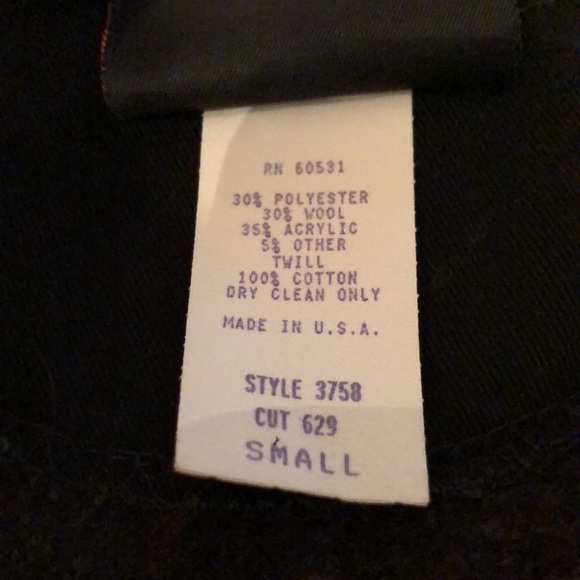 RN 60531
30% POLYESTER
30% WOOL
35% ACRYLIC
5% OTHER
TWILL
100% COTTON
DRY CLEAN ONLY
MADE IN U.S.A.
STYLE 3758
CUT 629
SMALL